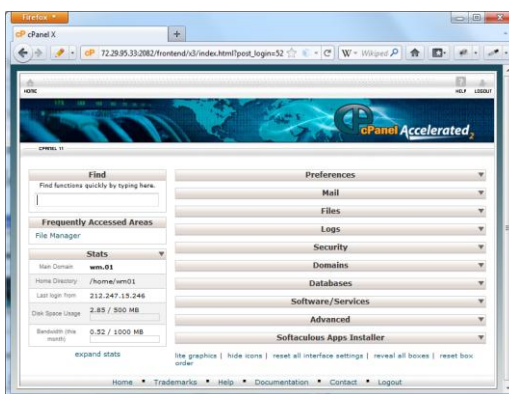 Firefox
cPanel X
72.29.95.33:2082/frontend/x3/index.html?post_login=52
W - Wikiped
HOME
HELP
LOGOUT
cPanel Accelerated2
CPANEL 11
Find
Find functions quickly by typing here.
Frequently Accessed Areas
File Manager
Stats
Main Domain wm.01
Home Directory /home/wm01
Last login from 212.247.15.246
Disk Space Usage 2.85 / 500 MB
Bandwidth (this month) 0.52 / 1000 MB
expand stats
Preferences
Mail
Files
Logs
Security
Domains
Databases
Software/Services
Advanced
Softaculous Apps Installer
lite graphics | hide icons | reset all interface settings | reveal all boxes | reset box
order
Home • Trademarks • Help • Documentation • Contact • Logout